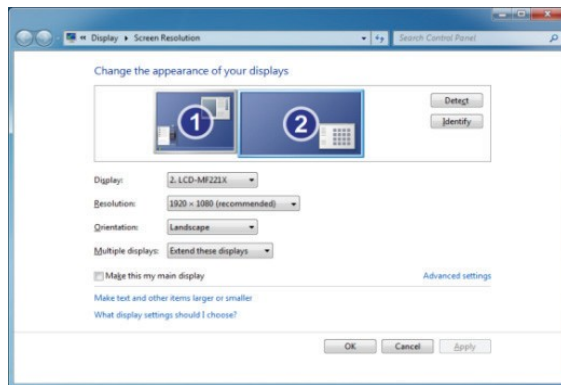 « Display ▸ Screen Resolution
Search Control Panel
Change the appearance of your displays
1
2
Detect
Identify
Display: 2. LCD-MF221X
Resolution: 1920 × 1080 (recommended)
Orientation: Landscape
Multiple displays: Extend these displays
Make this my main display
Advanced settings
Make text and other items larger or smaller
What display settings should I choose?
OK
Cancel
Apply